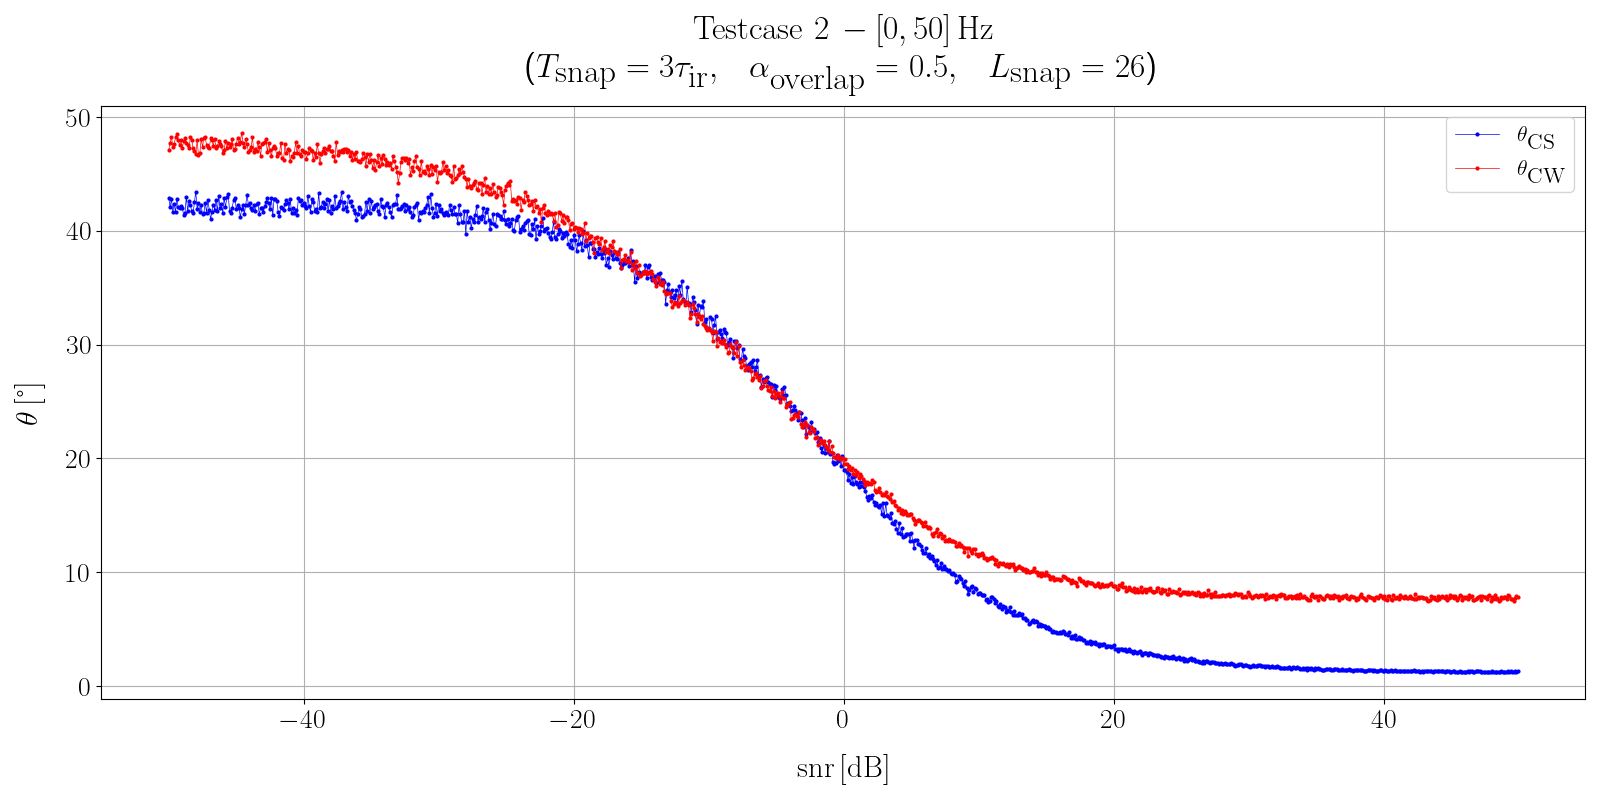 Testcase 2 − [0, 50] Hz
(T_snap = 3τ_ir, α_overlap = 0.5, L_snap = 26)
50
40
30
20
10
0
θ [°]
θ_CS
θ_CW
−40 −20 0 20 40
snr [dB]